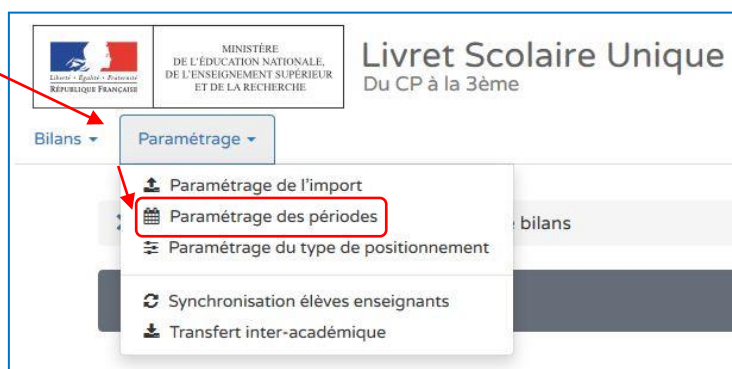 MINISTÈRE
DE L'ÉDUCATION NATIONALE,
DE L'ENSEIGNEMENT SUPÉRIEUR
ET DE LA RECHERCHE
Liberté • Égalité • Fraternité
RÉPUBLIQUE FRANÇAISE
Livret Scolaire Unique
Du CP à la 3ème
Bilans
Paramétrage
Paramétrage de l'import
Paramétrage des périodes
bilans
Paramétrage du type de positionnement
Synchronisation élèves enseignants
Transfert inter-académique